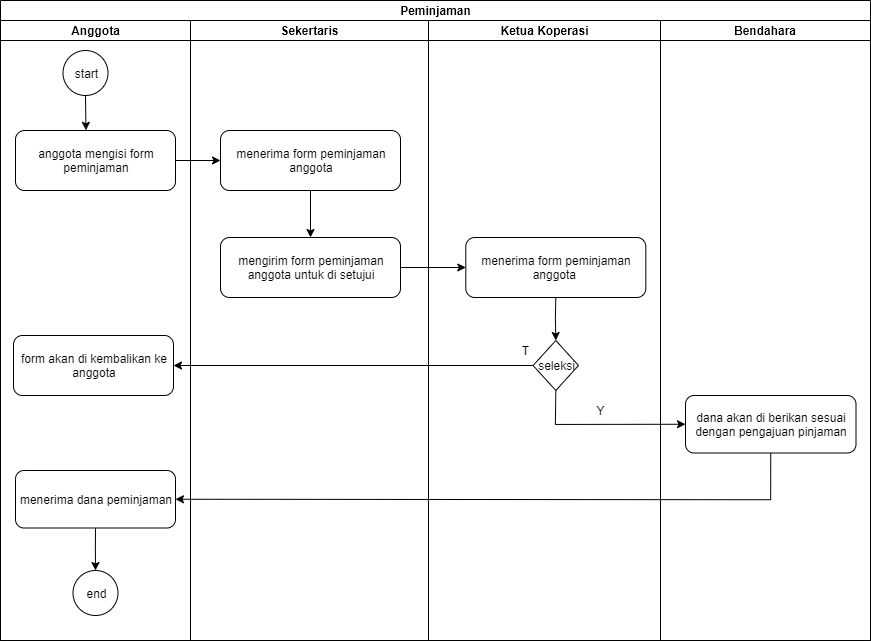 Peminjaman
Anggota
Sekertaris
Ketua Koperasi
Bendahara
start
anggota mengisi form
peminjaman
menerima form peminjaman
anggota
mengirim form peminjaman
anggota untuk di setujui
menerima form peminjaman
anggota
T
seleksi
form akan di kembalikan ke
anggota
Y
dana akan di berikan sesuai
dengan pengajuan pinjaman
menerima dana peminjaman
end